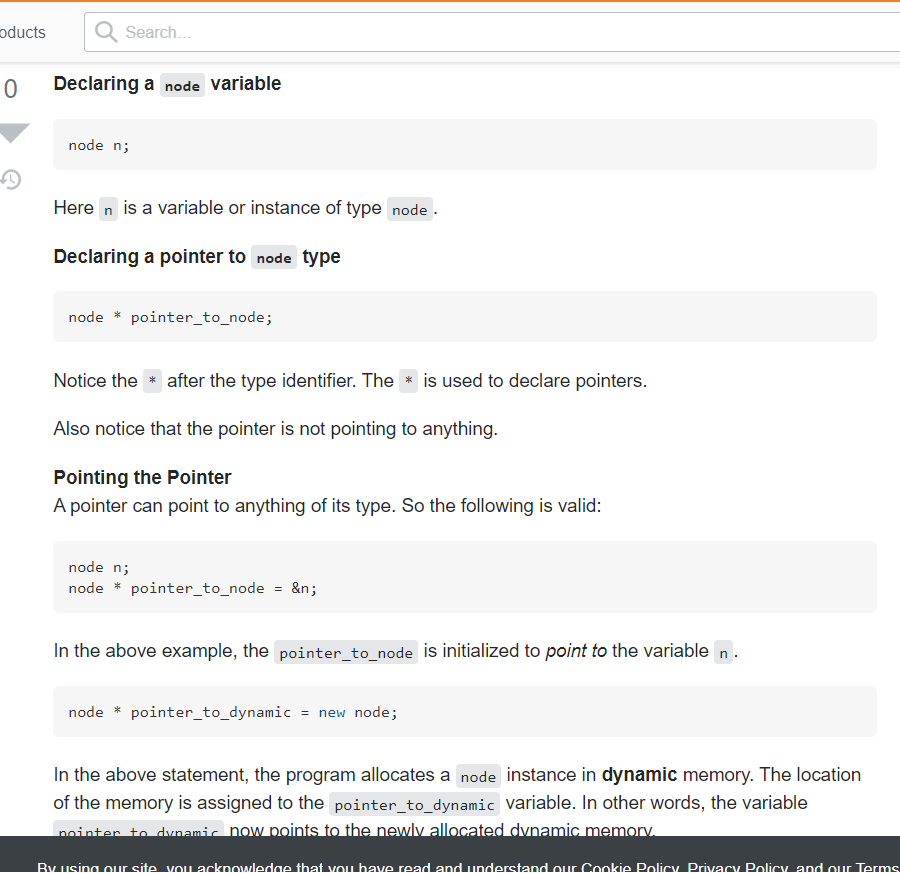 oducts
Search...
0
Declaring a node variable
node n;
Here n is a variable or instance of type node.
Declaring a pointer to node type
node * pointer_to_node;
Notice the * after the type identifier. The * is used to declare pointers.
Also notice that the pointer is not pointing to anything.
Pointing the Pointer
A pointer can point to anything of its type. So the following is valid:
node n;
node * pointer_to_node = &n;
In the above example, the pointer_to_node is initialized to point to the variable n.
node * pointer_to_dynamic = new node;
In the above statement, the program allocates a node instance in dynamic memory. The location
of the memory is assigned to the pointer_to_dynamic variable. In other words, the variable
pointer_to_dynamic now points to the newly allocated dynamic memory.
By using our site, you acknowledge that you have read and understand our Cookie Policy, Privacy Policy, and our Terms